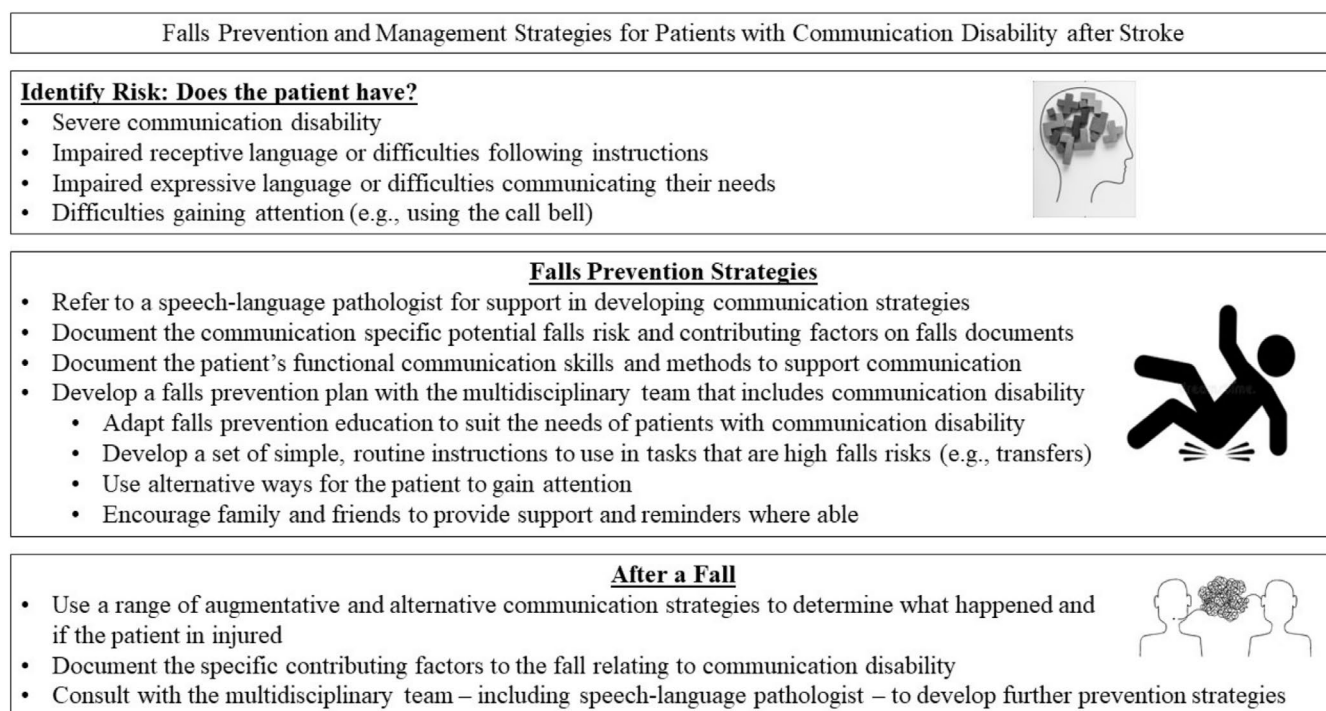 Falls Prevention and Management Strategies for Patients with Communication Disability after Stroke
Identify Risk: Does the patient have?
• Severe communication disability
• Impaired receptive language or difficulties following instructions
• Impaired expressive language or difficulties communicating their needs
• Difficulties gaining attention (e.g., using the call bell)
Falls Prevention Strategies
• Refer to a speech-language pathologist for support in developing communication strategies
• Document the communication specific potential falls risk and contributing factors on falls documents
• Document the patient’s functional communication skills and methods to support communication
• Develop a falls prevention plan with the multidisciplinary team that includes communication disability
• Adapt falls prevention education to suit the needs of patients with communication disability
• Develop a set of simple, routine instructions to use in tasks that are high falls risks (e.g., transfers)
• Use alternative ways for the patient to gain attention
• Encourage family and friends to provide support and reminders where able
After a Fall
• Use a range of augmentative and alternative communication strategies to determine what happened and
if the patient in injured
• Document the specific contributing factors to the fall relating to communication disability
• Consult with the multidisciplinary team – including speech-language pathologist – to develop further prevention strategies